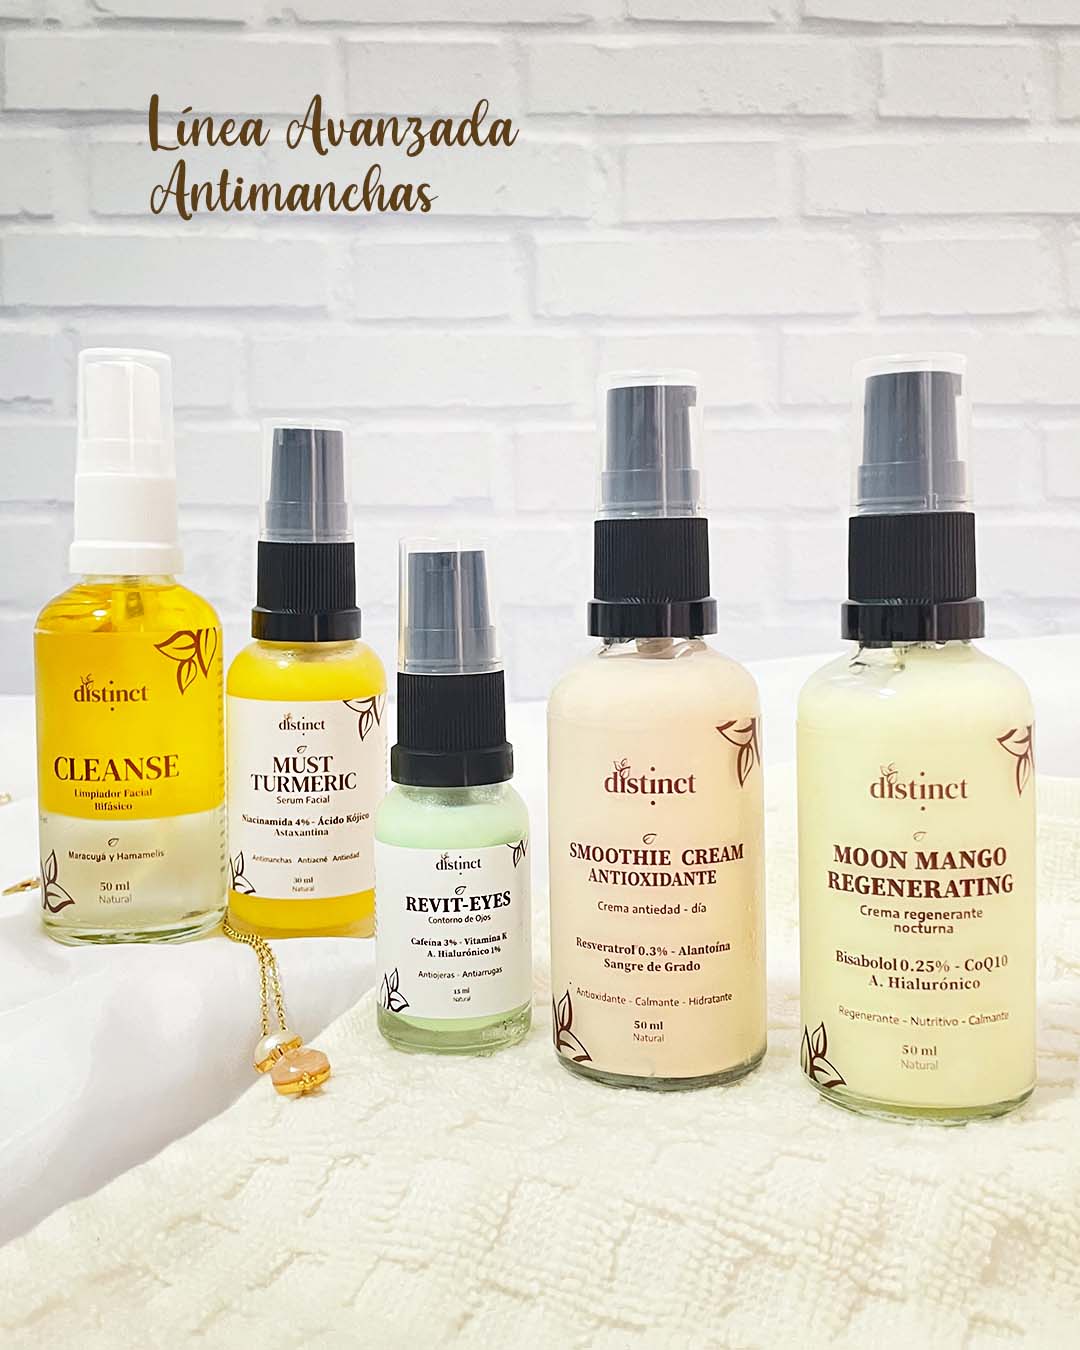 Línea Avanzada
Antimanchas
distinct
CLEANSE
Limpiador Facial
Bifásico
Maracuyá y Hamamelis
50 ml
Natural
distinct
MUST
TURMERIC
Serum Facial
Niacinamida 4% - Ácido Kójico
Astaxantina
Antimanchas Antiacné Antiedad
30 ml
Natural
distinct
REVIT-EYES
Contorno de Ojos
Cafeína 3% - Vitamina K
A. Hialurónico 1%
Antiojeras - Antiarrugas
15 ml
Natural
distinct
SMOOTHIE CREAM
ANTIOXIDANTE
Crema antiedad - día
Resveratrol 0.3% - Alantoína
Sangre de Grado
Antioxidante - Calmante - Hidratante
50 ml
Natural
distinct
MOON MANGO
REGENERATING
Crema regenerante
nocturna
Bisabolol 0.25% - CoQ10
A. Hialurónico
Regenerante - Nutritivo - Calmante
50 ml
Natural